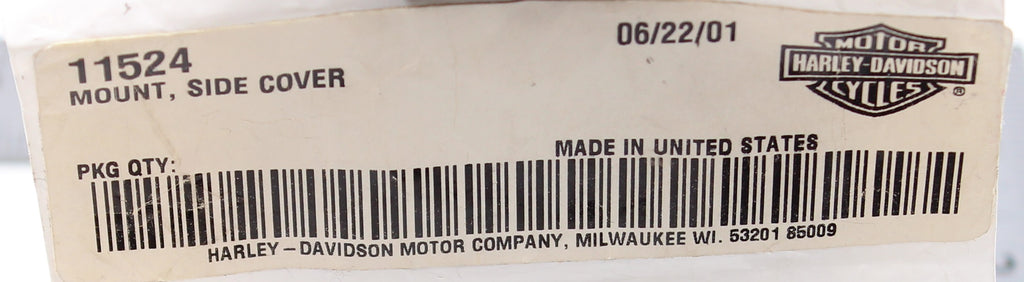 11524
MOUNT, SIDE COVER
06/22/01
MOTOR
HARLEY-DAVIDSON
CYCLES
®
PKG QTY:
MADE IN UNITED STATES
HARLEY-DAVIDSON MOTOR COMPANY, MILWAUKEE WI. 53201 85009